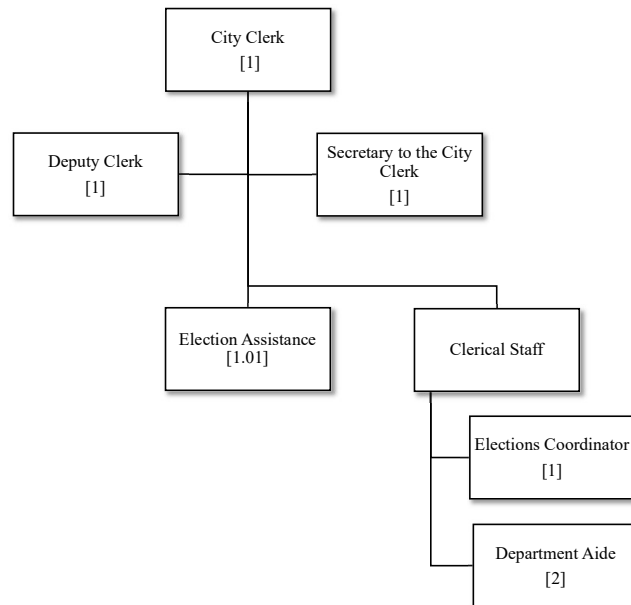 City Clerk
[1]
Deputy Clerk
[1]
Secretary to the City
Clerk
[1]
Election Assistance
[1.01]
Clerical Staff
Elections Coordinator
[1]
Department Aide
[2]